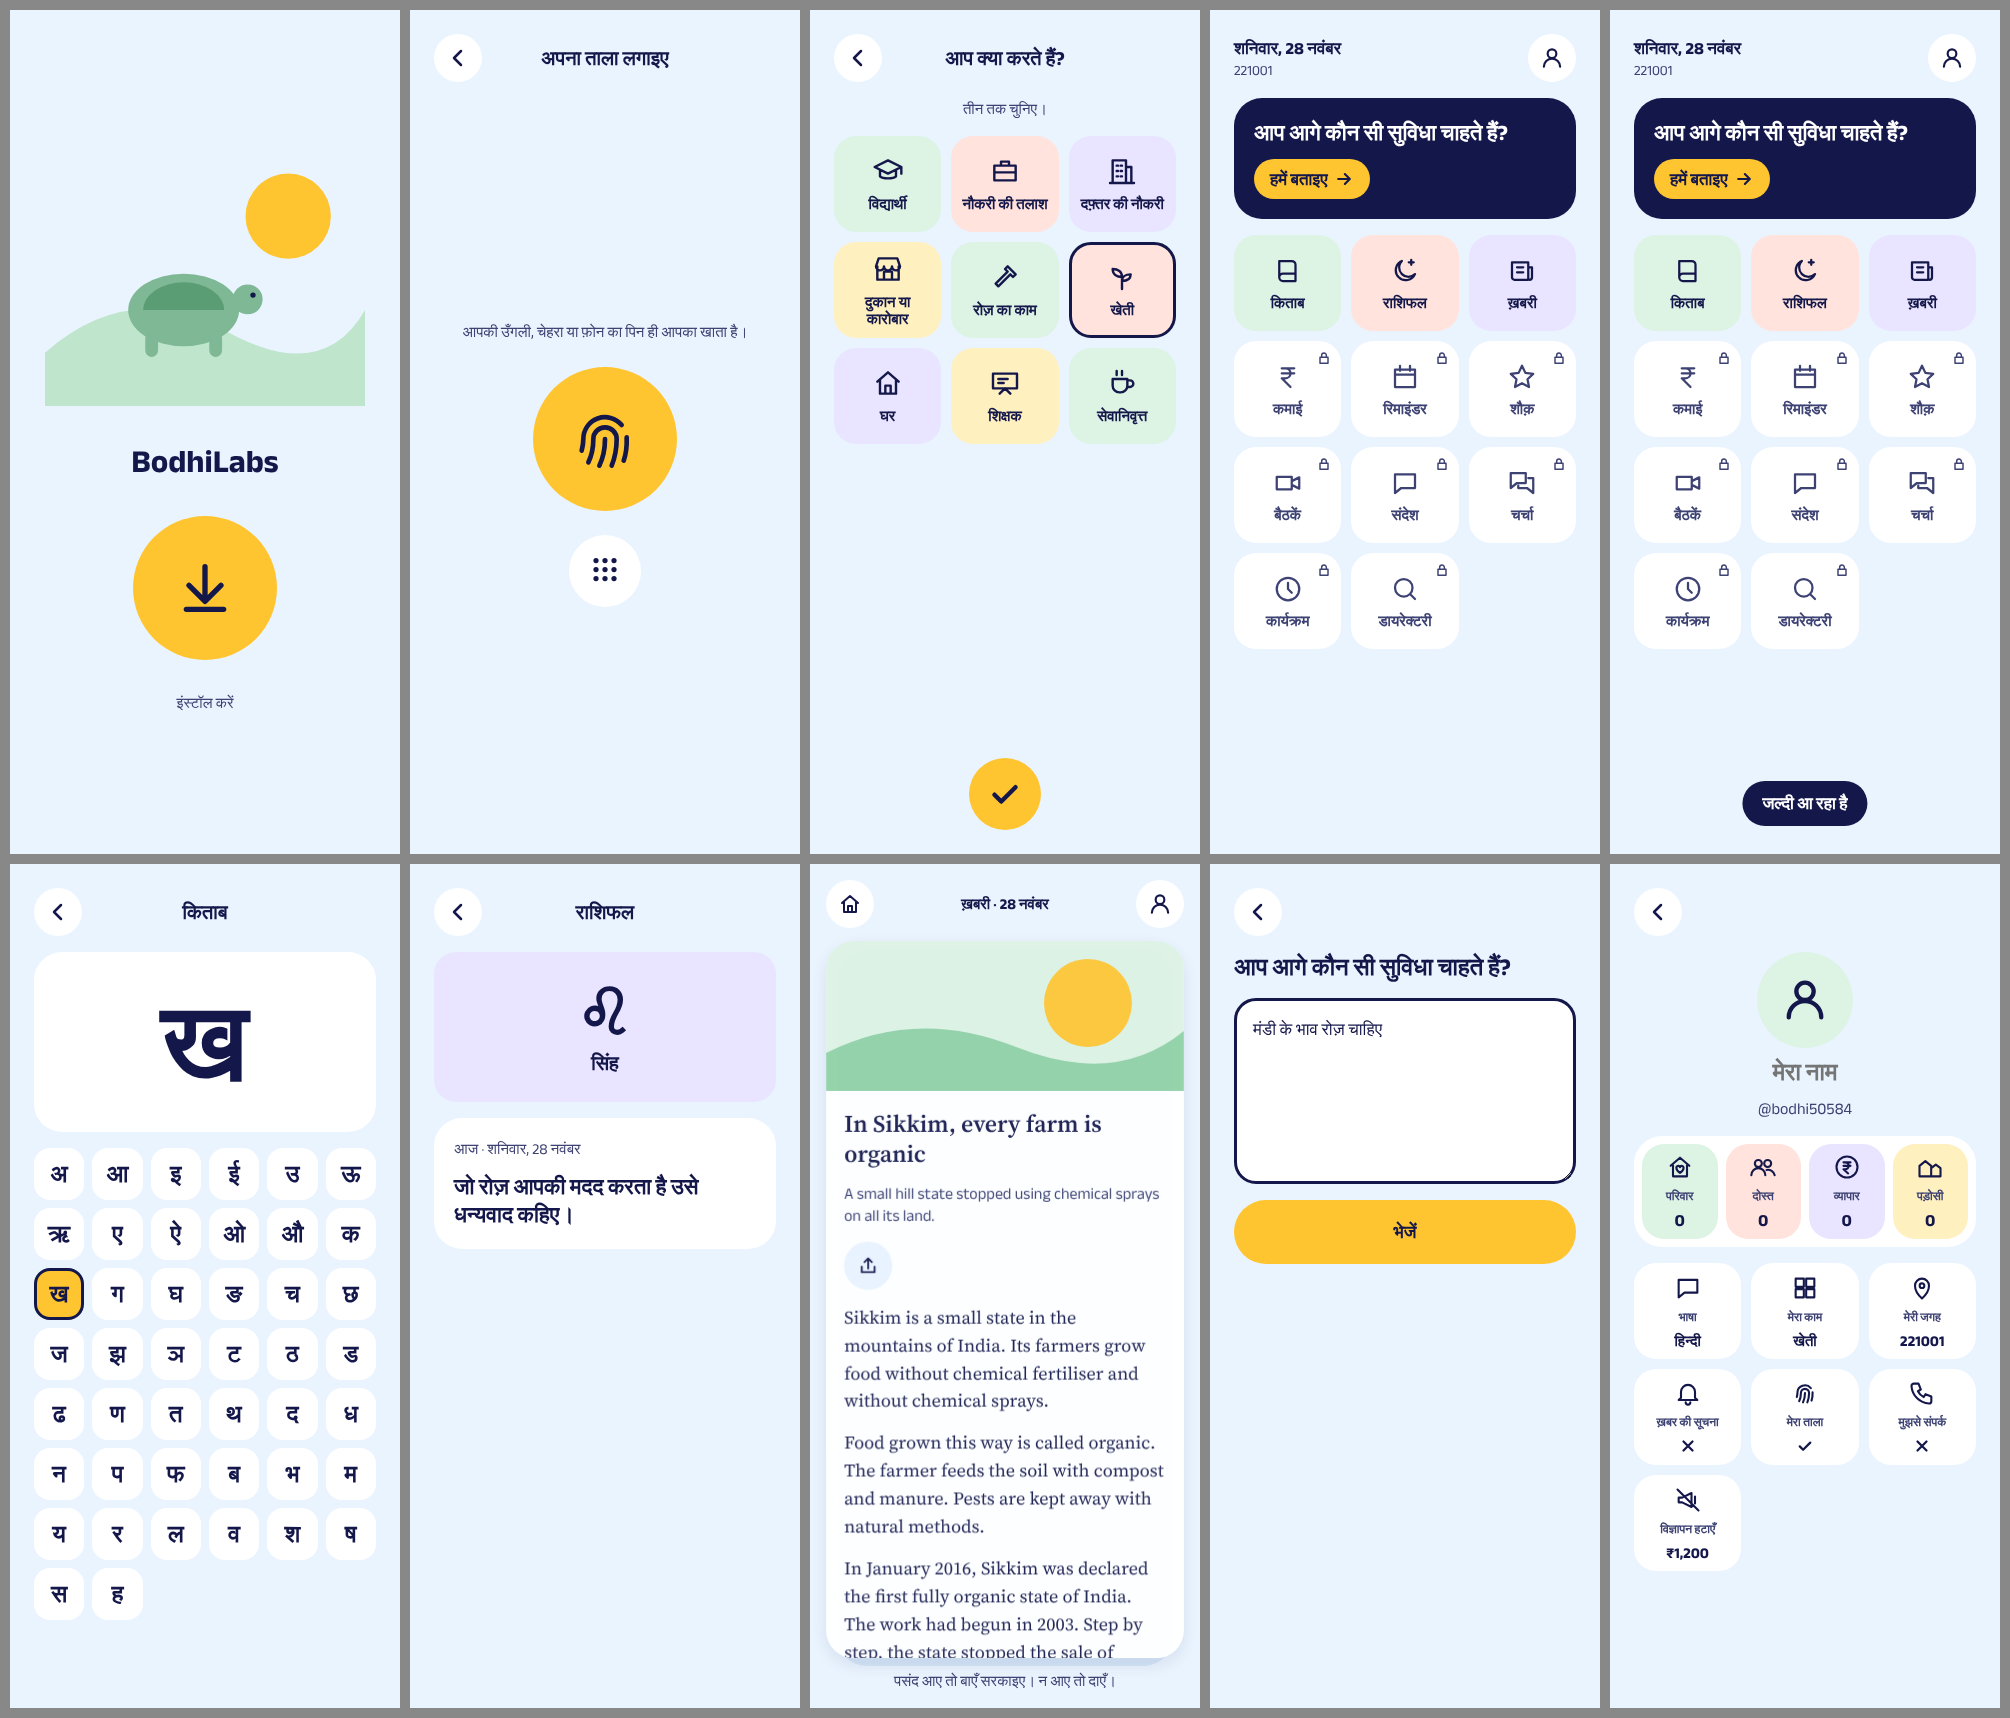 BodhiLabs
इंस्टॉल करें
अपना ताला लगाइए
आपकी उँगली, चेहरा या फ़ोन का पिन ही आपका खाता है।
आप क्या करते हैं?
तीन तक चुनिए।
विद्यार्थी
नौकरी की तलाश
दफ़्तर की नौकरी
दुकान या
कारोबार
रोज़ का काम
खेती
घर
शिक्षक
सेवानिवृत्त
शनिवार, 28 नवंबर
221001
आप आगे कौन सी सुविधा चाहते हैं?
हमें बताइए
किताब
राशिफल
ख़बरी
₹
कमाई
रिमाइंडर
शौक़
बैठकें
संदेश
चर्चा
कार्यक्रम
डायरेक्टरी
शनिवार, 28 नवंबर
221001
आप आगे कौन सी सुविधा चाहते हैं?
हमें बताइए
किताब
राशिफल
ख़बरी
₹
कमाई
रिमाइंडर
शौक़
बैठकें
संदेश
चर्चा
कार्यक्रम
डायरेक्टरी
जल्दी आ रहा है
किताब
ख
अ आ इ ई उ ऊ
ऋ ए ऐ ओ औ क
ख ग घ ङ च छ
ज झ ञ ट ठ ड
ढ ण त थ द ध
न प फ ब भ म
य र ल व श ष
स ह
राशिफल
♌
सिंह
आज · शनिवार, 28 नवंबर
जो रोज़ आपकी मदद करता है उसे
धन्यवाद कहिए।
ख़बरी · 28 नवंबर
In Sikkim, every farm is
organic
A small hill state stopped using chemical sprays
on all its land.
Sikkim is a small state in the
mountains of India. Its farmers grow
food without chemical fertiliser and
without chemical sprays.
Food grown this way is called organic.
The farmer feeds the soil with compost
and manure. Pests are kept away with
natural methods.
In January 2016, Sikkim was declared
the first fully organic state of India.
The work had begun in 2003. Step by
step, the state stopped the sale of
पसंद आए तो बाएँ सरकाइए। न आए तो दाएँ।
आप आगे कौन सी सुविधा चाहते हैं?
मंडी के भाव रोज़ चाहिए
भेजें
मेरा नाम
@bodhi50584
परिवार
0
दोस्त
0
₹
व्यापार
0
पड़ोसी
0
भाषा
हिन्दी
मेरा काम
खेती
मेरी जगह
221001
ख़बर की सूचना
मेरा ताला
मुझसे संपर्क
विज्ञापन हटाएँ
₹1,200